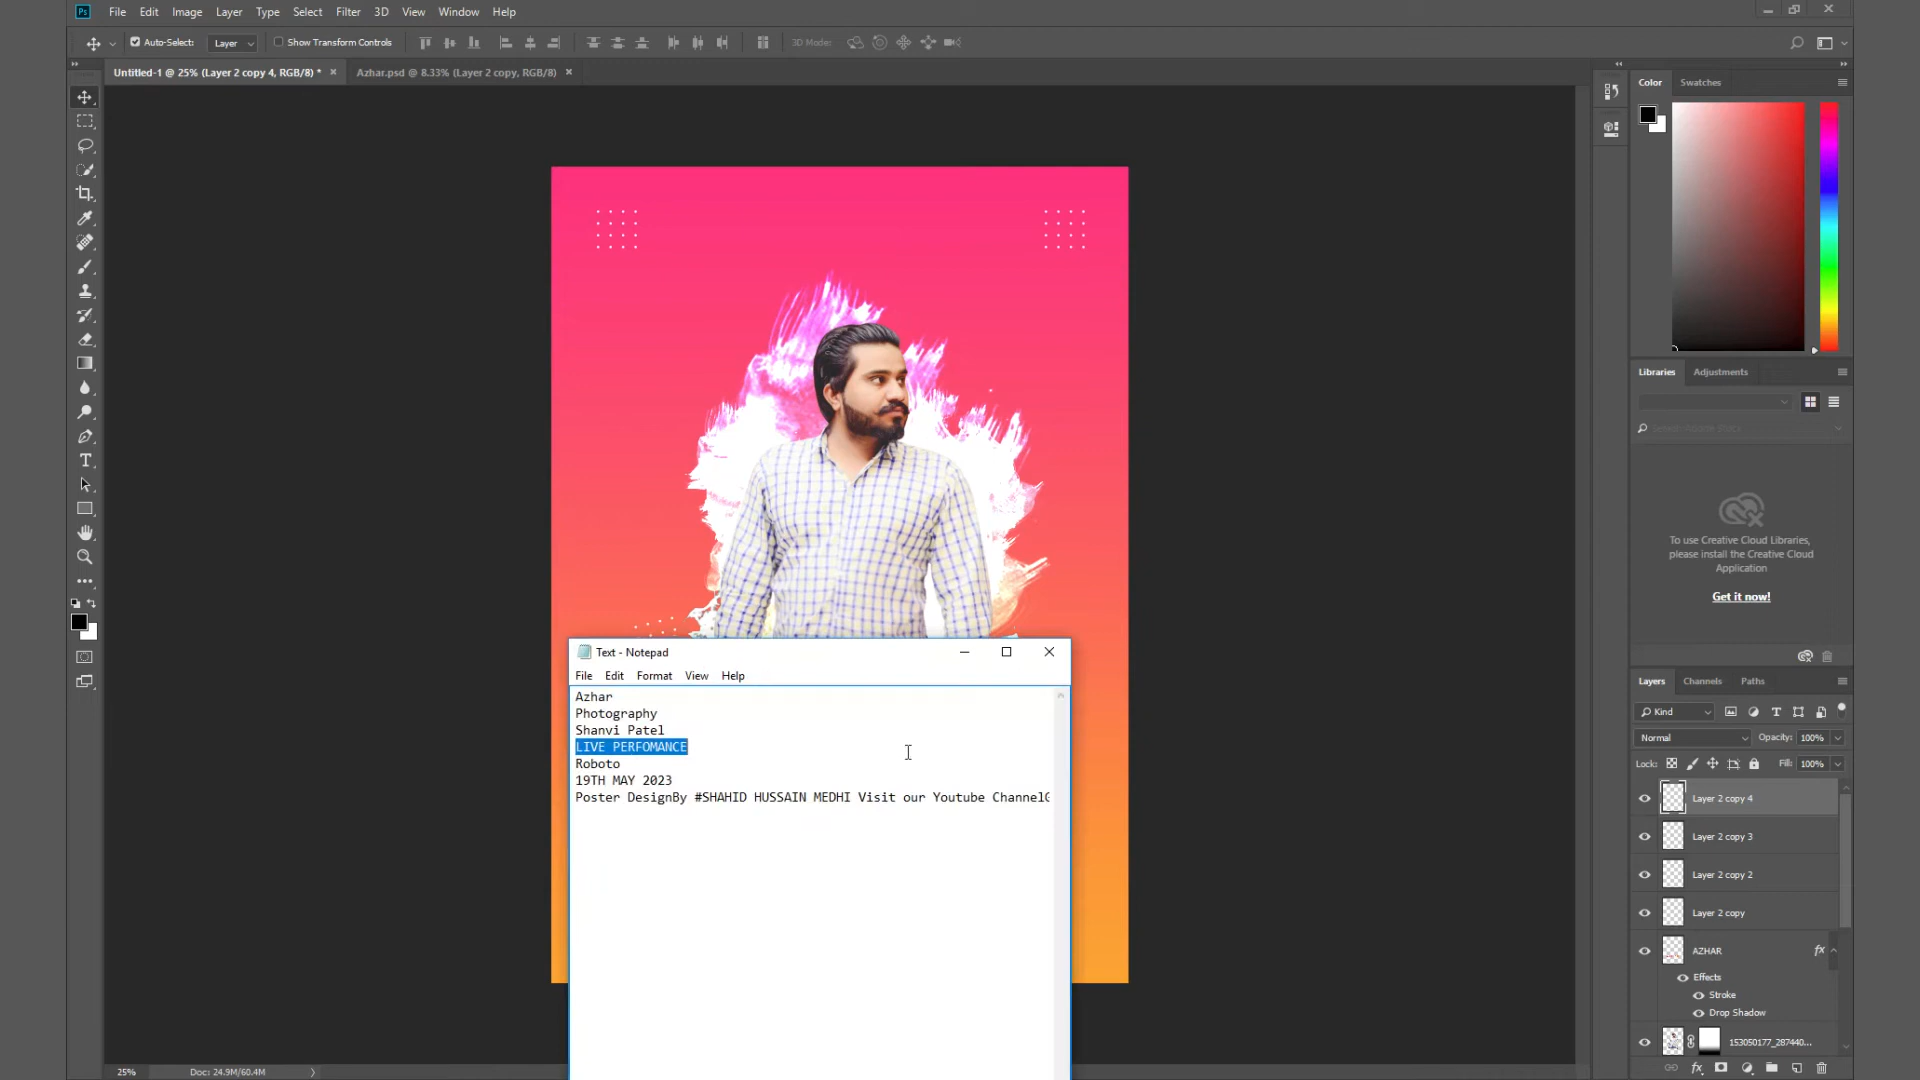 Ps File Edit Image Layer Type Select Filter 3D View Window Help
Auto-Select: Layer Show Transform Controls 3D Mode:
Untitled-1 @ 25% (Layer 2 copy 4, RGB/8) * Azhar.psd @ 8.33% (Layer 2 copy, RGB/8)
Color Swatches
Libraries Adjustments
To use Creative Cloud Libraries,
please install the Creative Cloud
Application
Get it now!
Text - Notepad
File Edit Format View Help
Azhar
Photography
Shanvi Patel
LIVE PERFOMANCE
Roboto
19TH MAY 2023
Poster DesignBy #SHAHID HUSSAIN MEDHI Visit our Youtube Channel
Layers Channels Paths
Kind
Normal Opacity: 100%
Lock: Fill: 100%
Layer 2 copy 4
Layer 2 copy 3
Layer 2 copy 2
Layer 2 copy
AZHAR fx
Effects
Stroke
Drop Shadow
153050177_287440...
25% Doc: 24.9M/60.4M